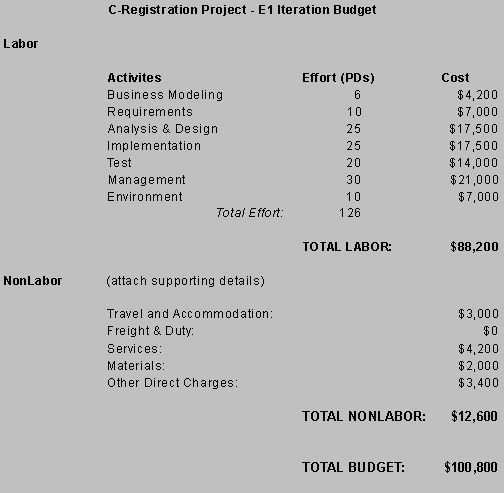 C-Registration Project - E1 Iteration Budget
Labor
Activites Effort (PDs) Cost
Business Modeling 6 $4,200
Requirements 10 $7,000
Analysis & Design 25 $17,500
Implementation 25 $17,500
Test 20 $14,000
Management 30 $21,000
Environment 10 $7,000
Total Effort: 126
TOTAL LABOR: $88,200
NonLabor (attach supporting details)
Travel and Accommodation: $3,000
Freight & Duty: $0
Services: $4,200
Materials: $2,000
Other Direct Charges: $3,400
TOTAL NONLABOR: $12,600
TOTAL BUDGET: $100,800